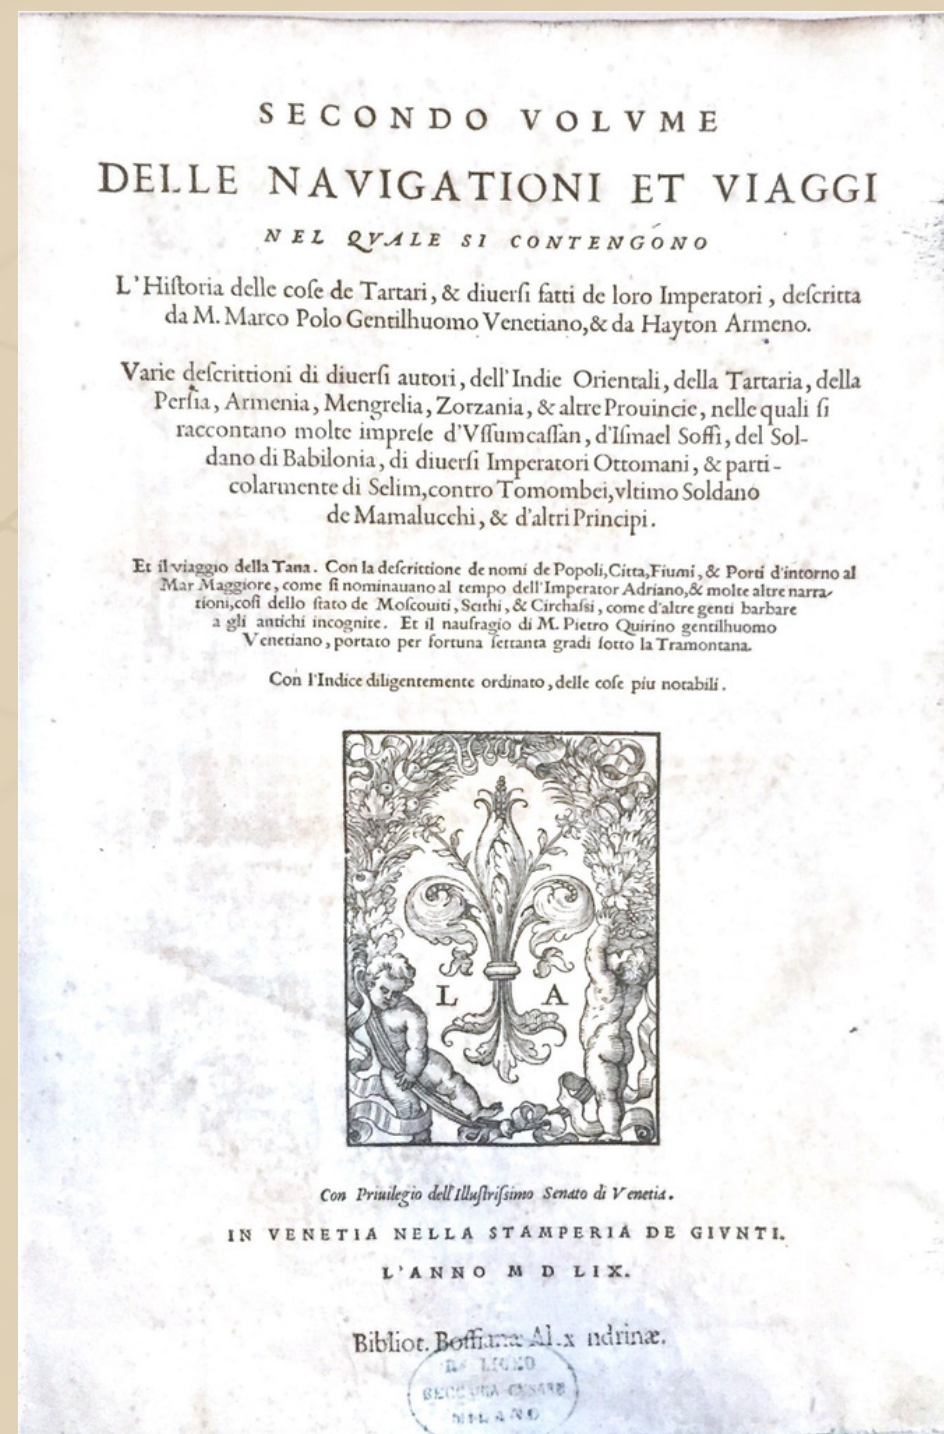 SECONDO VOLVME
DELLE NAVIGATIONI ET VIAGGI
NEL QVALE SI CONTENGONO
L'Hiſtoria delle coſe de Tartari, & diuerſi fatti de loro Imperatori, deſcritta
da M. Marco Polo Gentilhuomo Venetiano, & da Hayton Armeno.
Varie deſcrittioni di diuerſi autori, dell'Indie Orientali, della Tartaria, della
Perſia, Armenia, Mengrelia, Zorzania, & altre Prouincie, nelle quali ſi
raccontano molte impreſe d'Vſſumcaſſan, d'Iſmael Soffi, del Sol-
dano di Babilonia, di diuerſi Imperatori Ottomani, & parti-
colarmente di Selim, contro Tomombei, vltimo Soldano
de Mamalucchi, & d'altri Principi.
Et il viaggio della Tana. Con la deſcrittione de nomi de Popoli, Citta, Fiumi, & Porti d'intorno al
Mar Maggiore, come ſi nominauano al tempo dell'Imperator Adriano, & molte altre narra-
tioni, coſi dello ſtato de Moſcouiti, Scithi, & Circhaſsi, come d'altre genti barbare
a gli antichi incognite. Et il naufragio di M. Pietro Quirino gentilhuomo
Venetiano, portato per fortuna ſettanta gradi ſotto la Tramontana.
Con l'Indice diligentemente ordinato, delle coſe piu notabili.
L A
Con Priuilegio dell'Illuſtriſsimo Senato di Venetia.
IN VENETIA NELLA STAMPERIA DE GIVNTI.
L'ANNO M D LIX.
Bibliot.
MILANO